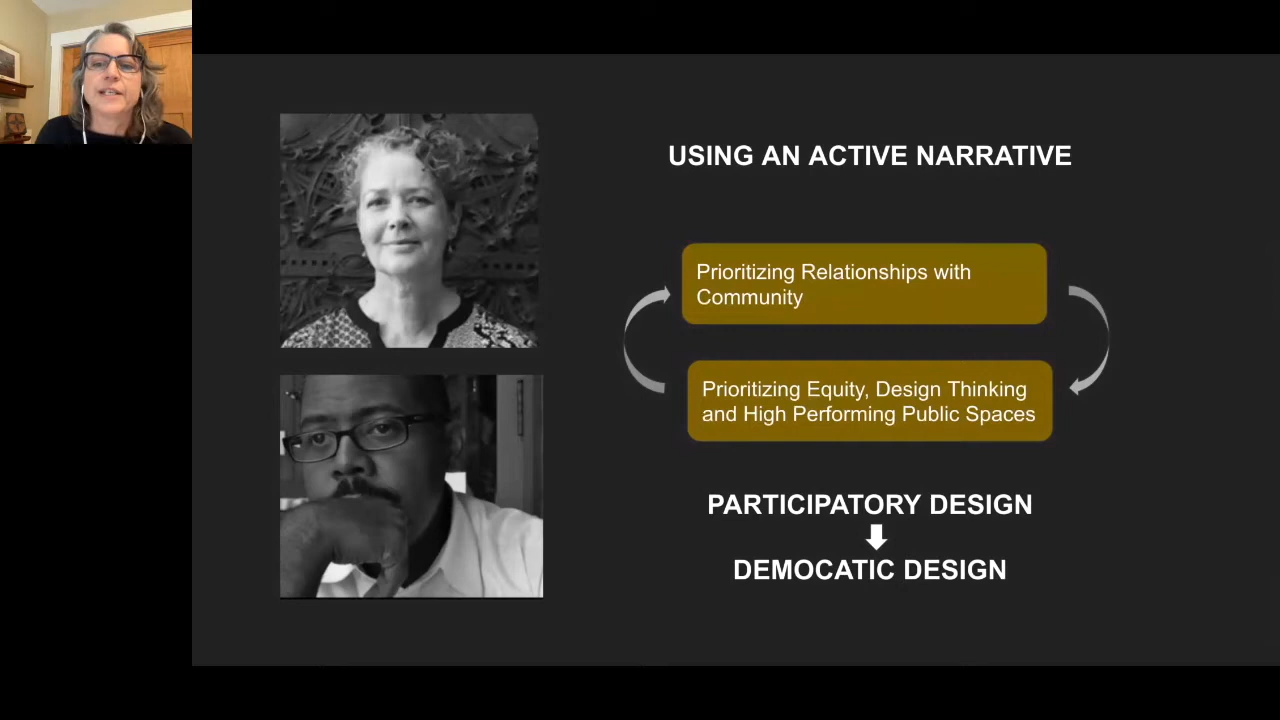 USING AN ACTIVE NARRATIVE
Prioritizing Relationships with
Community
Prioritizing Equity, Design Thinking
and High Performing Public Spaces
PARTICIPATORY DESIGN
DEMOCATIC DESIGN